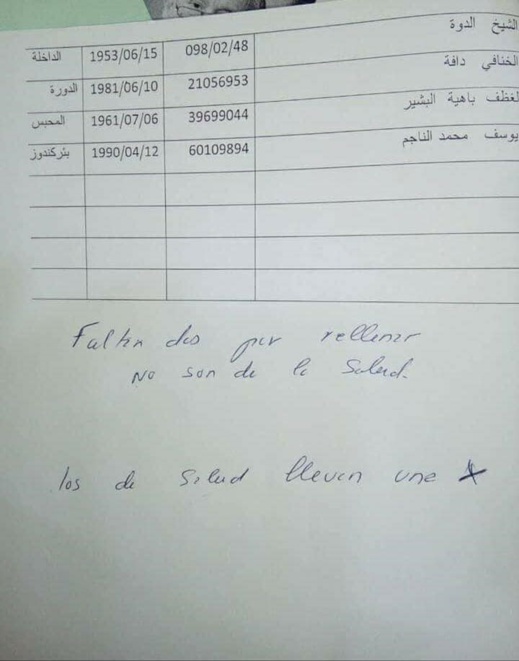 الشيخ الدوة 098/02/48 1953/06/15 الداخلة
الخنافي دافة 21056953 1981/06/10 الدورة
لغظف باهية البشير 39699044 1961/07/06 المحبس
يوسف محمد الناجم 60109894 1990/04/12 بئركندوز
Faltan dos por rellenar
No son de la Salud.
los de Salud llevan una x